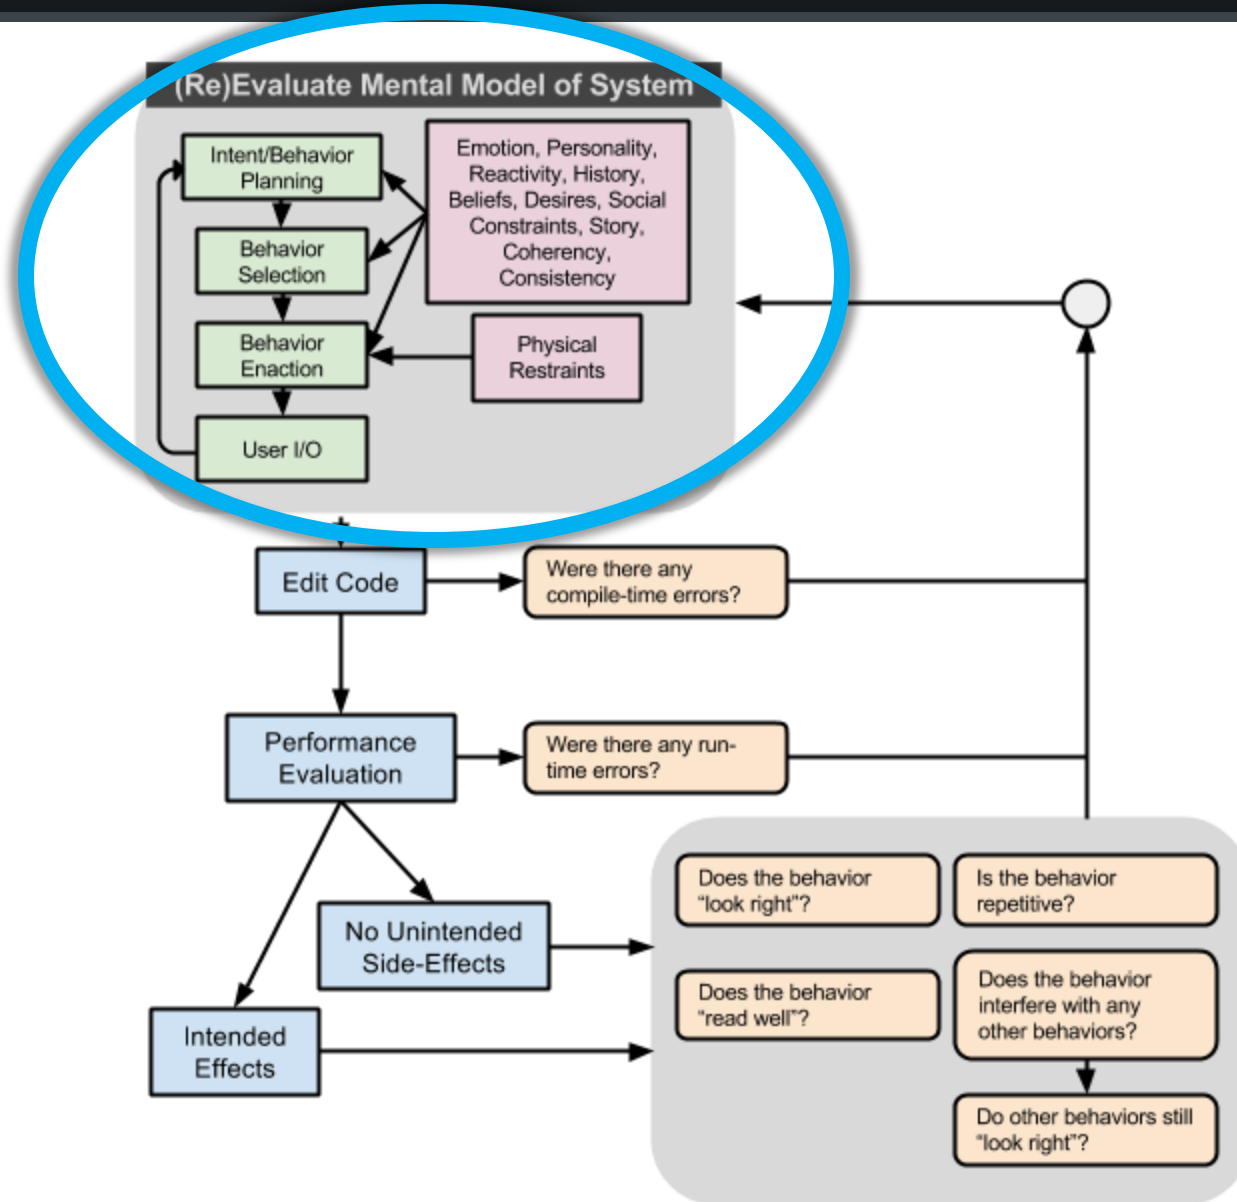 (Re)Evaluate Mental Model of System
Intent/Behavior
Planning
Behavior
Selection
Behavior
Enaction
User I/O
Emotion, Personality,
Reactivity, History,
Beliefs, Desires, Social
Constraints, Story,
Coherency,
Consistency
Physical
Restraints
Edit Code
Were there any
compile-time errors?
Performance
Evaluation
Were there any run-
time errors?
No Unintended
Side-Effects
Intended
Effects
Does the behavior
“look right”?
Is the behavior
repetitive?
Does the behavior
“read well”?
Does the behavior
interfere with any
other behaviors?
Do other behaviors still
“look right”?